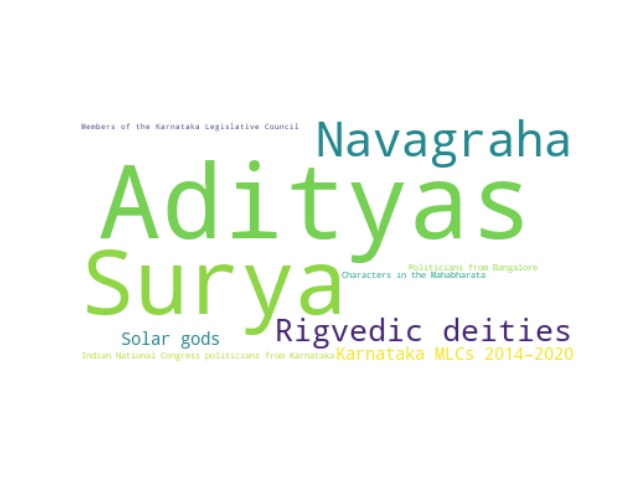 Members of the Karnataka Legislative Council
Navagraha
Adityas
Surya
Politicians from Bangalore
Characters in the Mahabharata
Rigvedic deities
Solar gods
Indian National Congress politicians from Karnataka
Karnataka MLCs 2014–2020